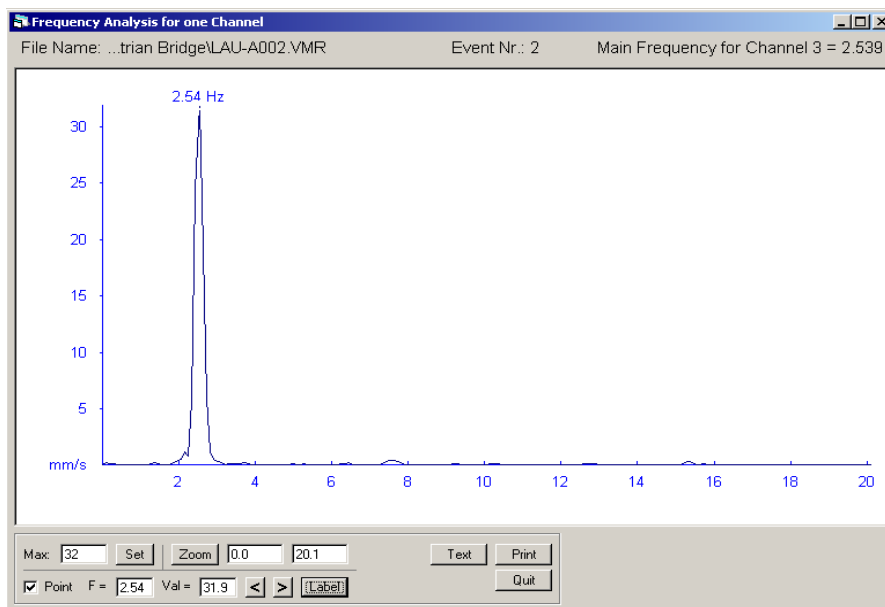 Frequency Analysis for one Channel
File Name: ...trian Bridge\LAU-A002.VMR Event Nr.: 2 Main Frequency for Channel 3 = 2.539
2.54 Hz
30
25
20
15
10
5
mm/s
2 4 6 8 10 12 14 16 18 20
Max: 32 Set Zoom 0.0 20.1 Text Print
Point F = 2.54 Val = 31.9 < > Label Quit